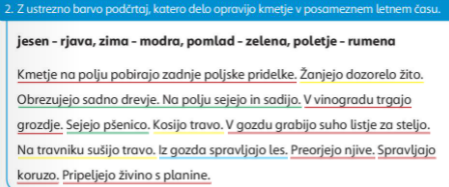 2. Z ustrezno barvo podčrtaj, katero delo opravijo kmetje v posameznem letnem času.
jesen – rjava, zima – modra, pomlad – zelena, poletje – rumena
Kmetje na polju pobirajo zadnje poljske pridelke. Žanjejo dozorelo žito.
Obrezujejo sadno drevje. Na polju sejejo in sadijo. V vinogradu trgajo
grozdje. Sejejo pšenico. Kosijo travo. V gozdu grabijo suho listje za steljo.
Na travniku sušijo travo. Iz gozda spravljajo les. Preorjejo njive. Spravljajo
koruzo. Pripeljejo živino s planine.